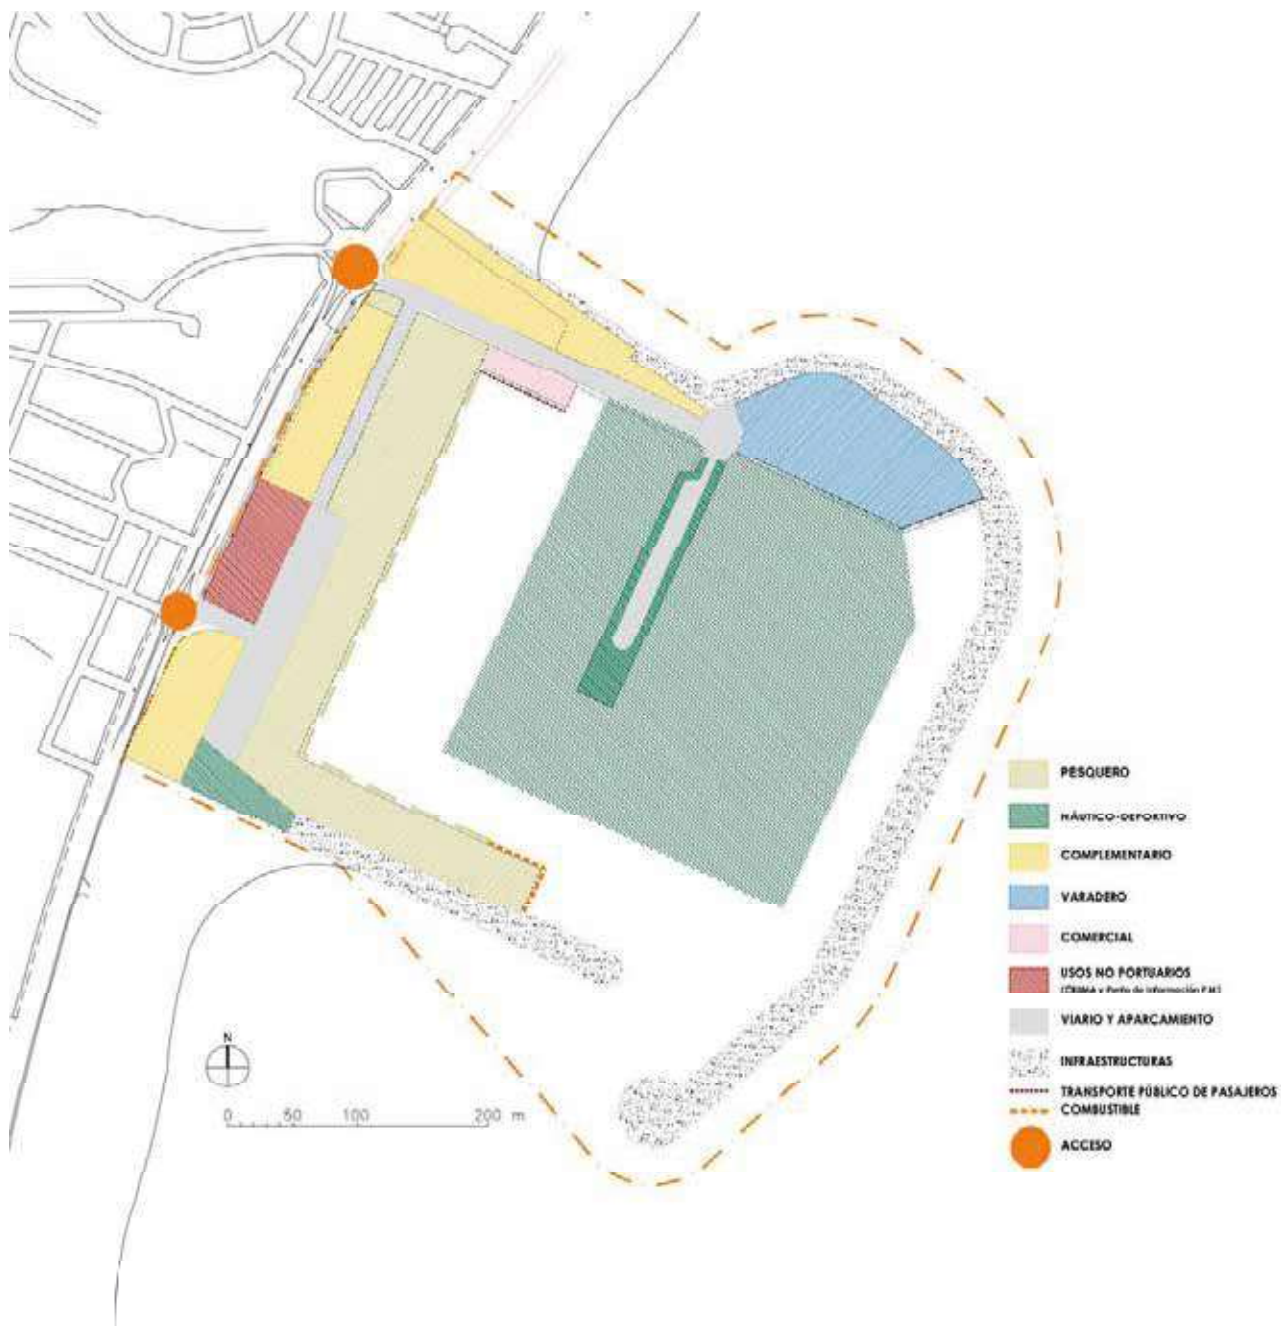 PESQUERO
NÁUTICO-DEPORTIVO
COMPLEMENTARIO
VARADERO
COMERCIAL
USOS NO PORTUARIOS
VIARIO Y APARCAMIENTO
N
INFRAESTRUCTURAS
TRANSPORTE PÚBLICO DE PASAJEROS
0 50 100 200 m
COMBUSTIBLE
ACCESO